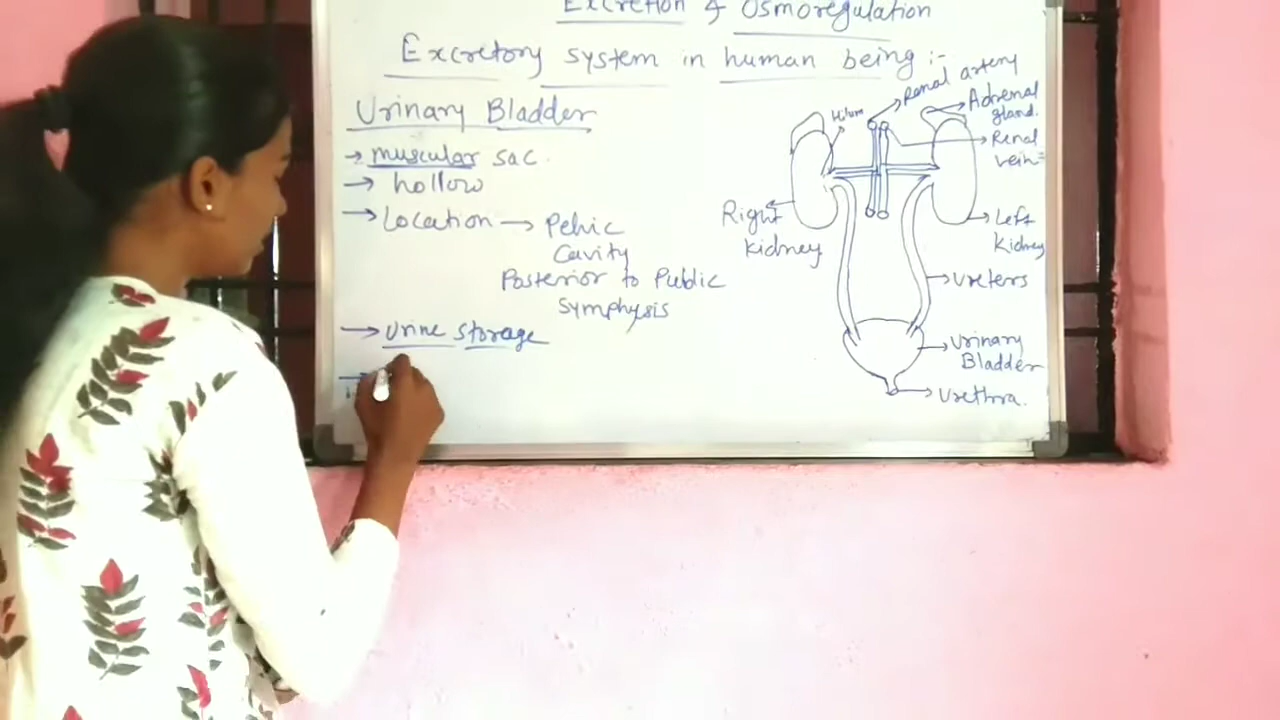 Excretion & Osmoregulation
Excretory system in human being :-
Urinary Bladder
→ muscular sac.
→ hollow
→ Location → Pelvic
Cavity
Posterior to Public
Symphysis
→ Urine storage
Hilum
Renal artery
Adrenal
gland.
Renal
vein
Right
kidney
Left
Kidney
Ureters
Urinary
Bladder
Urethra.